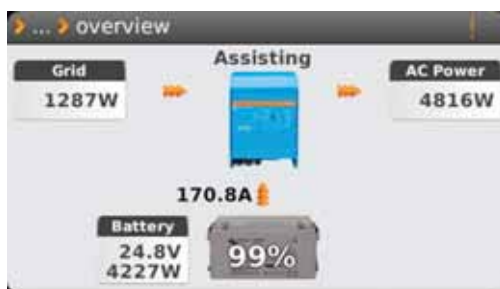 ... overview
Assisting
Grid
1287W
AC Power
4816W
170.8A
Battery
24.8V
4227W
99%